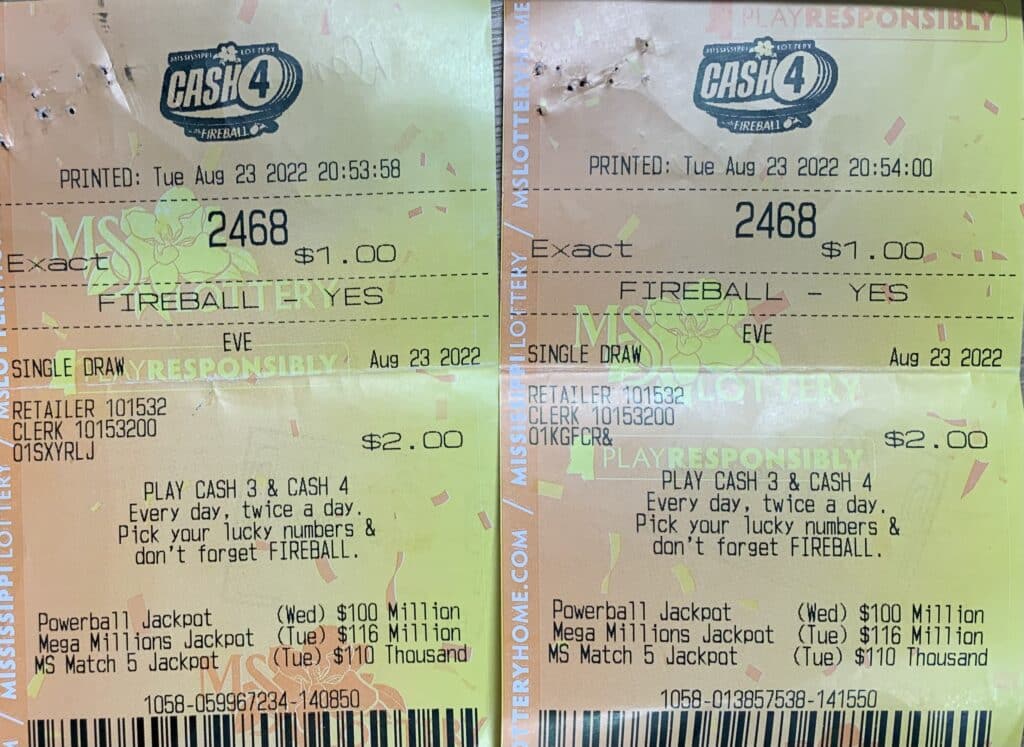 MISSISSIPPI LOTTERY
CASH 4
FIREBALL
PRINTED: Tue Aug 23 2022 20:53:58
2468
Exact $1.00
FIREBALL - YES
EVE
SINGLE DRAW Aug 23 2022
RETAILER 101532
CLERK 10153200
01SXYRLJ
$2.00
PLAY CASH 3 & CASH 4
Every day, twice a day.
Pick your lucky numbers &
don't forget FIREBALL.
Powerball Jackpot (Wed) $100 Million
Mega Millions Jackpot (Tue) $116 Million
MS Match 5 Jackpot (Tue) $110 Thousand
1058-059967234-140850
MS
LOTTERY
PLAYRESPONSIBLY
MISSISSIPPI LOTTERY / MSLOTTERY
PLAYRESPONSIBLY
MISSISSIPPI LOTTERY
CASH 4
FIREBALL
PRINTED: Tue Aug 23 2022 20:54:00
2468
Exact $1.00
FIREBALL - YES
EVE
SINGLE DRAW Aug 23 2022
RETAILER 101532
CLERK 10153200
01KGFCR&
$2.00
PLAY CASH 3 & CASH 4
Every day, twice a day.
Pick your lucky numbers &
don't forget FIREBALL.
Powerball Jackpot (Wed) $100 Million
Mega Millions Jackpot (Tue) $116 Million
MS Match 5 Jackpot (Tue) $110 Thousand
1058-013857538-141550
MS
LOTTERY
PLAYRESPONSIBLY
TTERYHOME.COM / MISSISSIPPI LOTTERY / MSLOTTERYHOME